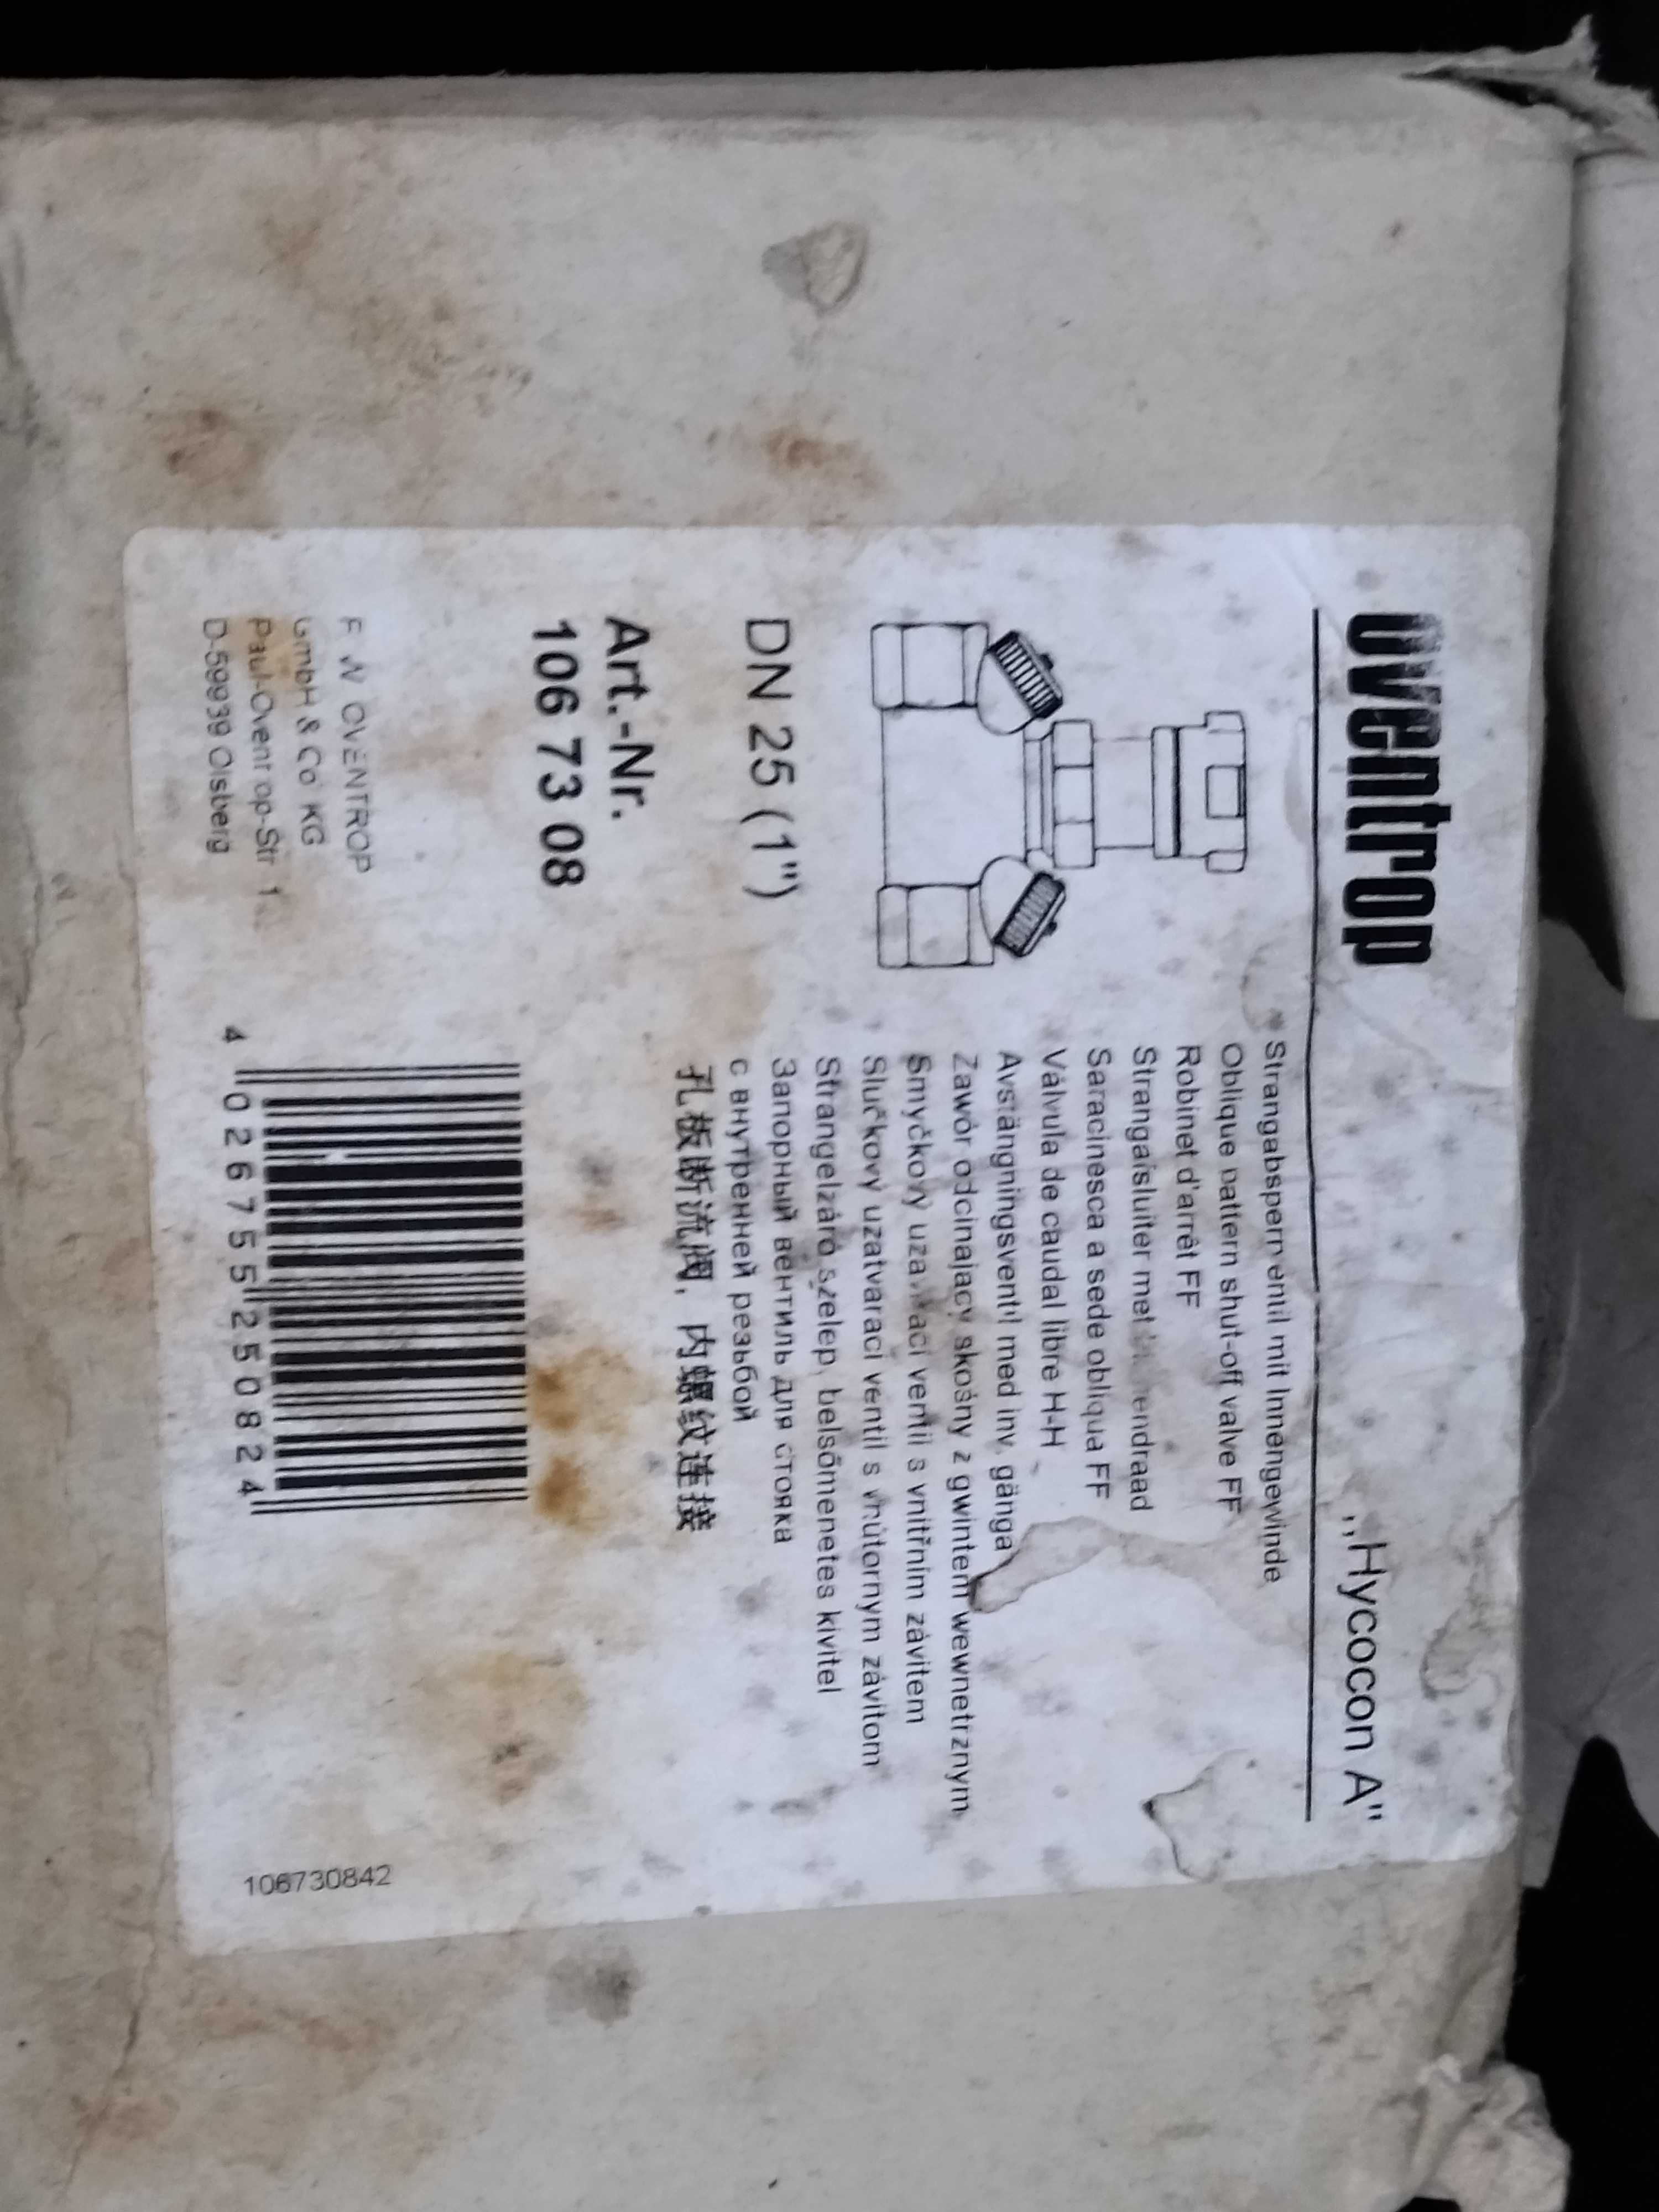 oventrop
„Hycocon A"
Strangabsperrventil mit Innengewinde
Oblique pattern shut-off valve FF
Robinet d'arrêt FF
Strangafsluiter met
Saracinesca a sede obliqua FF
Válvula de caudal libre H-H
Avstängningsventil med inv. gänga
Zawór odcinający skośny z gwintem wewnetrznym
Smyčkový uzavírací ventil s vnitřním závitem
Slučkový uzatvárací ventil s vnútorným závitom
Strangelzáró szelep, belsőmenetes kivitel
Запорный вентиль для стояка
с внутренней резьбой
孔板断流阀，内螺纹连接
DN 25 (1")
Art.-Nr.
106 73 08
F.W. OVENTROP
GmbH & Co. KG
Paul-Oventrop-Str. 1
D-59939 Olsberg
4 026755 250824
106730842